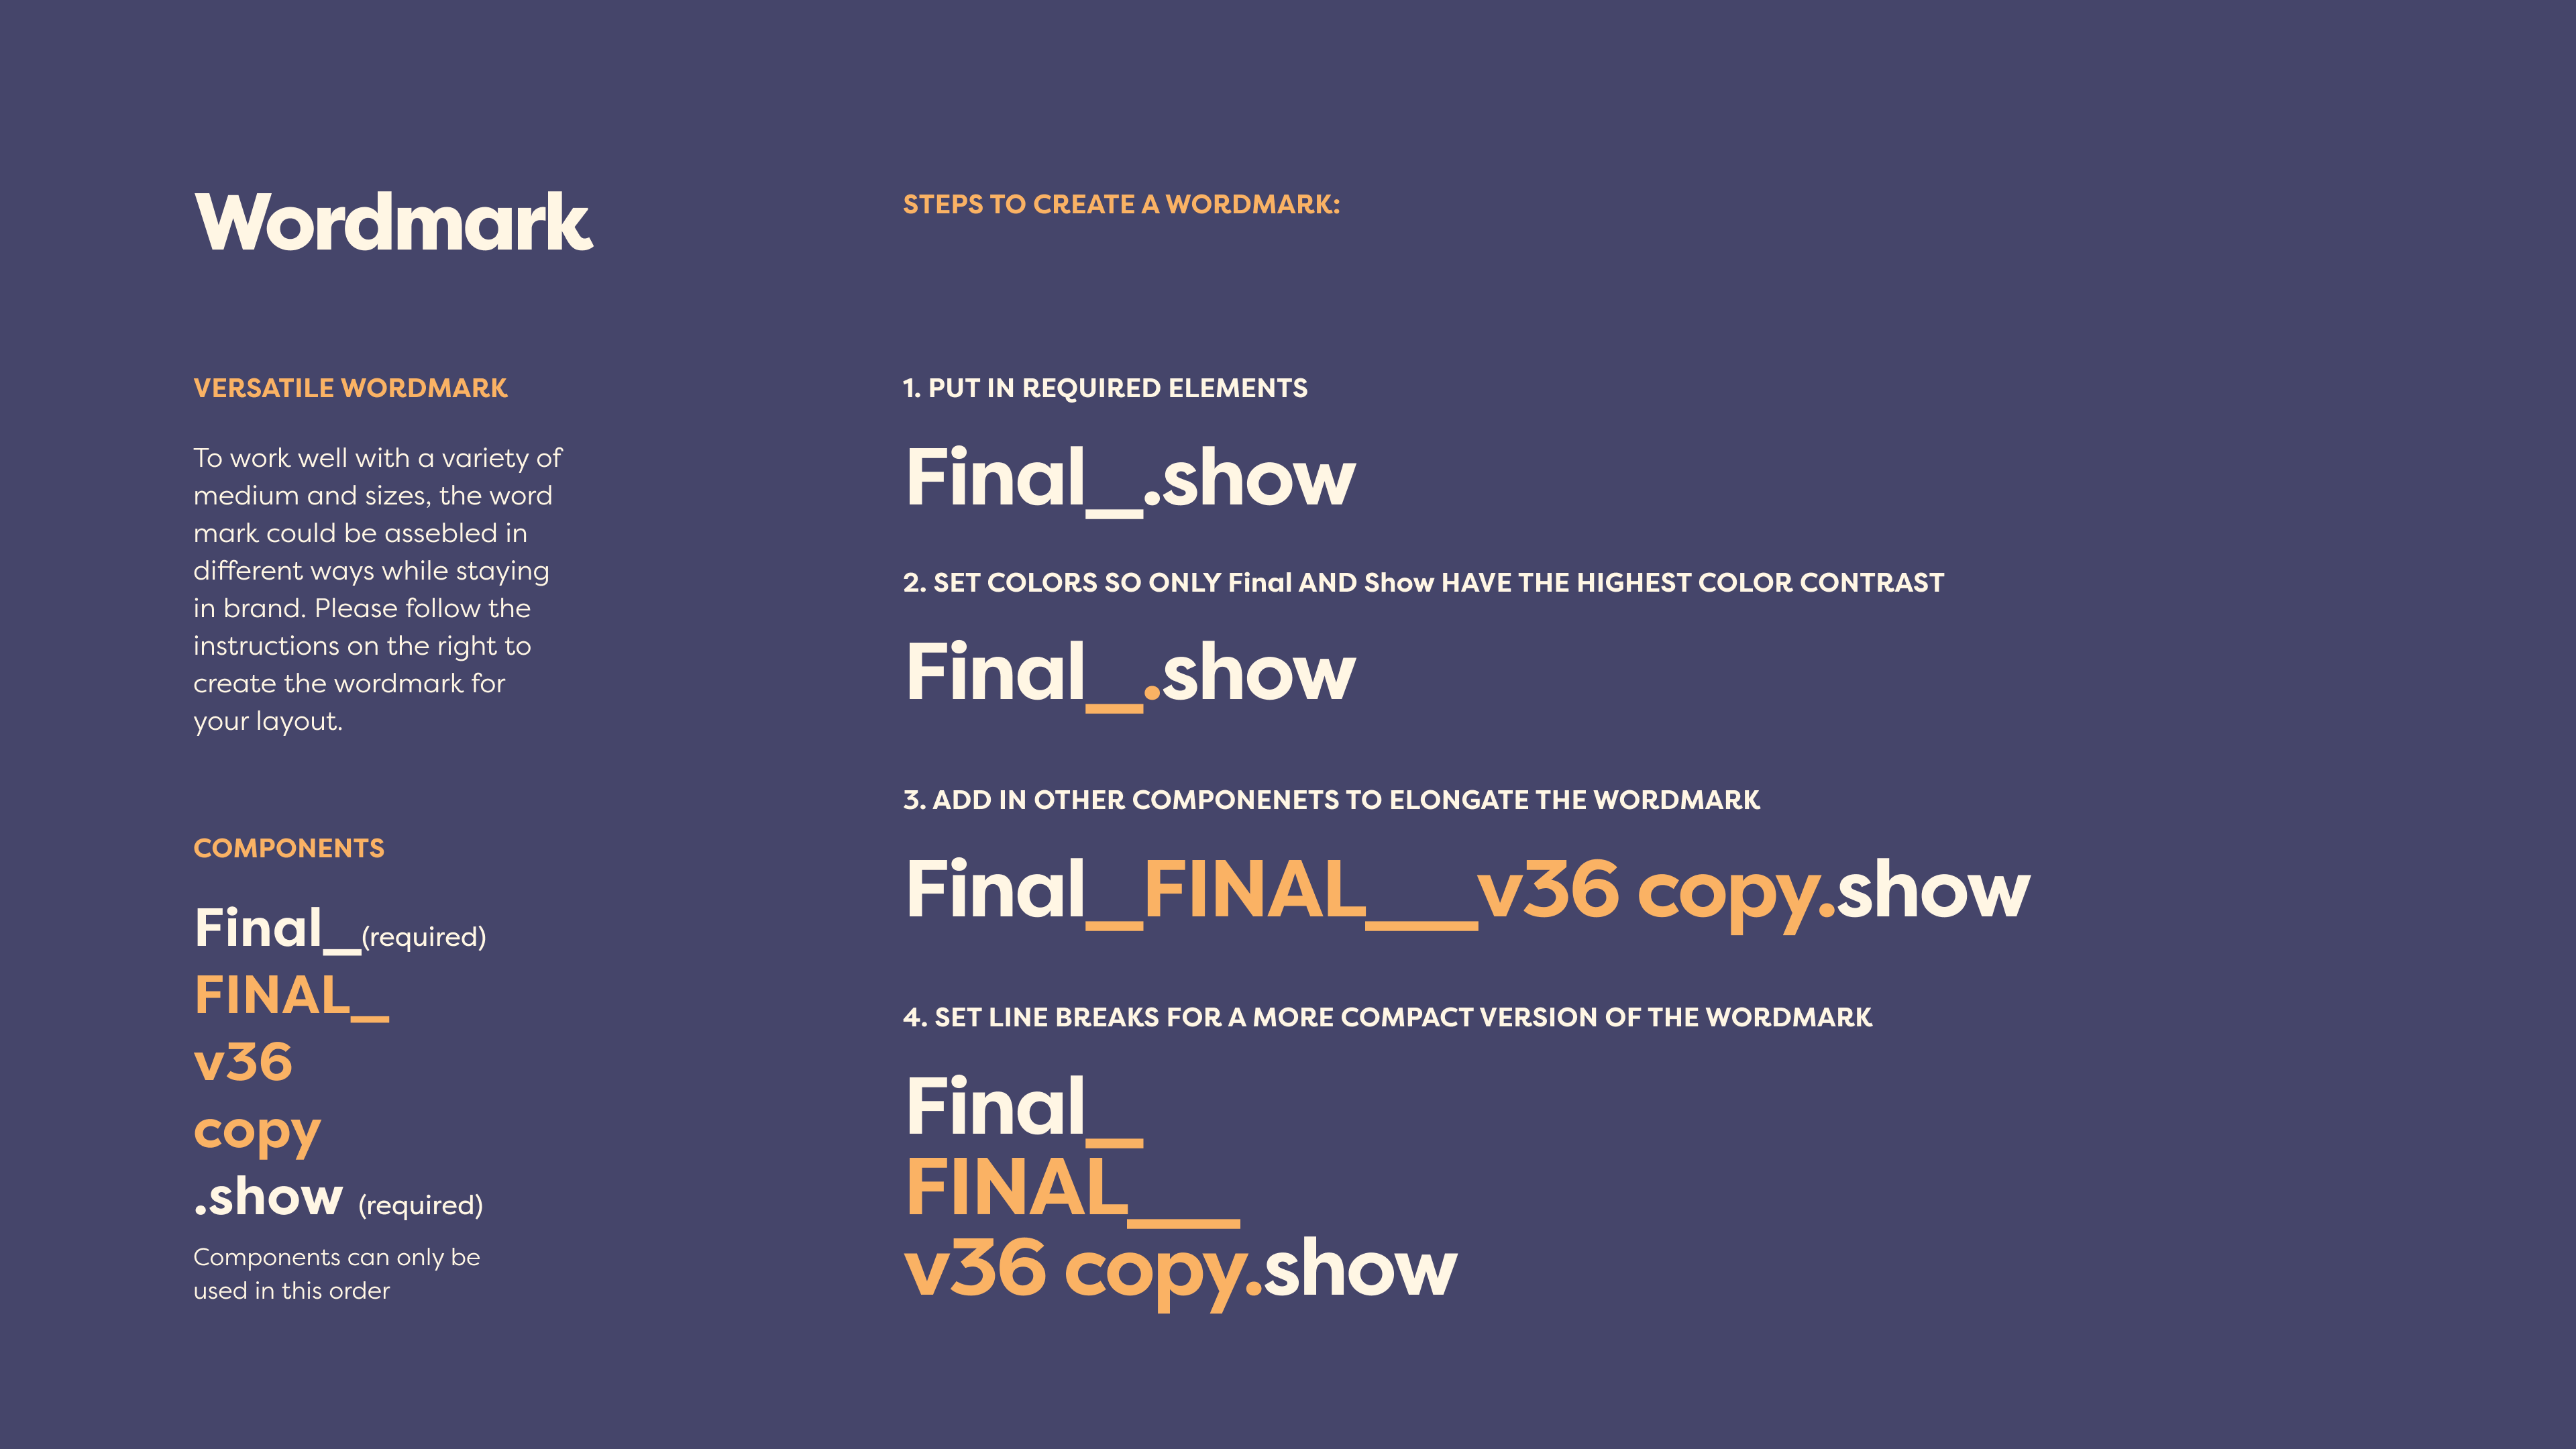 Wordmark
VERSATILE WORDMARK
To work well with a variety of
medium and sizes, the word
mark could be assebled in
different ways while staying
in brand. Please follow the
instructions on the right to
create the wordmark for
your layout.
COMPONENTS
Final_(required)
FINAL_
v36
copy
.show (required)
Components can only be
used in this order
STEPS TO CREATE A WORDMARK:
1. PUT IN REQUIRED ELEMENTS
Final_.show
2. SET COLORS SO ONLY Final AND Show HAVE THE HIGHEST COLOR CONTRAST
Final_.show
3. ADD IN OTHER COMPONENETS TO ELONGATE THE WORDMARK
Final_FINAL__v36 copy.show
4. SET LINE BREAKS FOR A MORE COMPACT VERSION OF THE WORDMARK
Final_
FINAL__
v36 copy.show